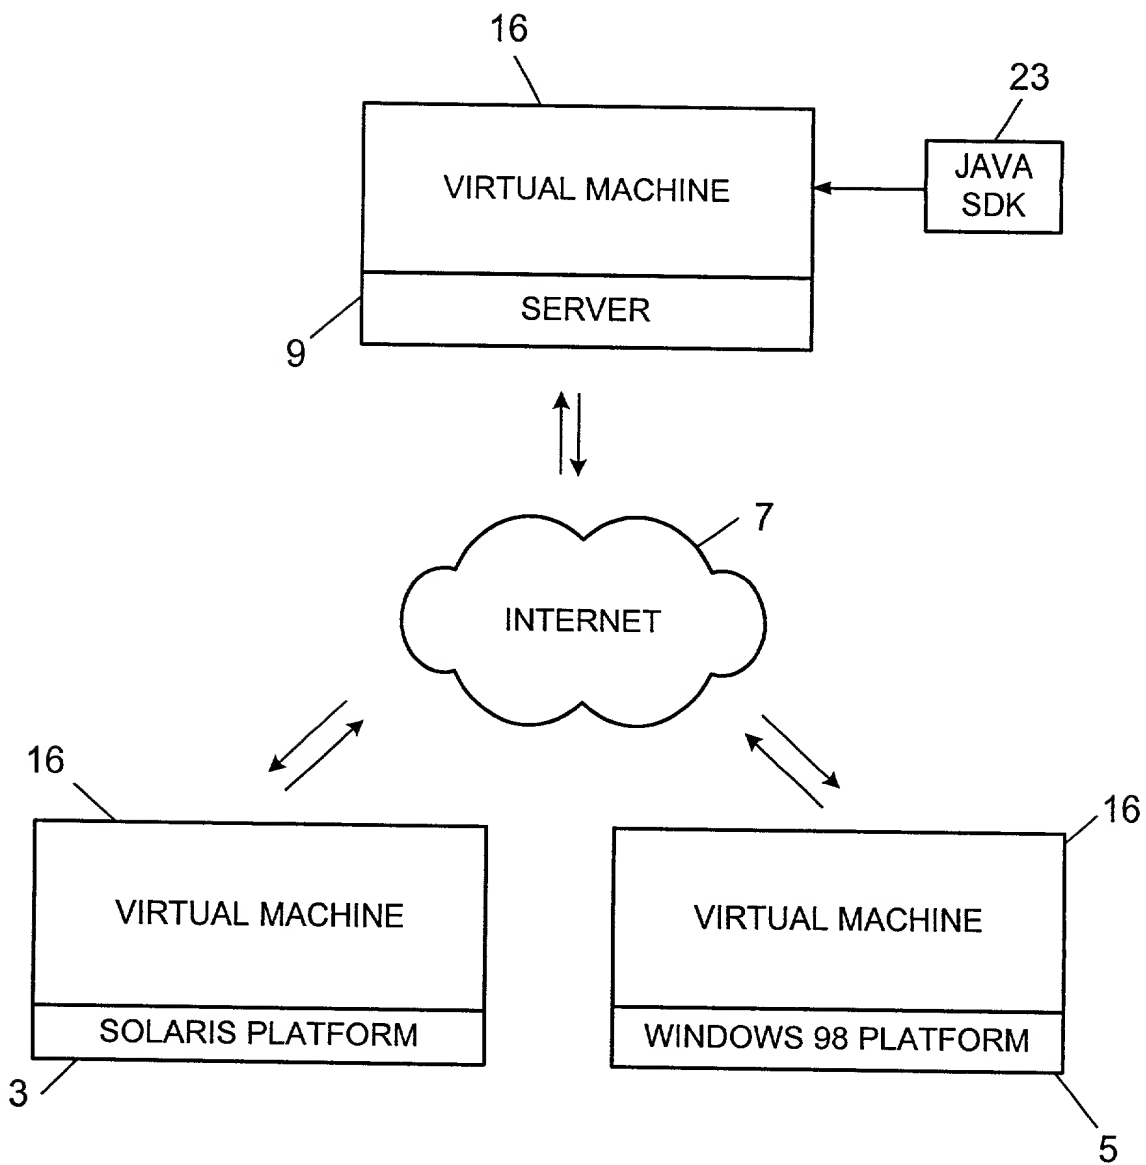 16
23
JAVA
SDK
VIRTUAL MACHINE
SERVER
9
7
INTERNET
16
16
VIRTUAL MACHINE
VIRTUAL MACHINE
SOLARIS PLATFORM
WINDOWS 98 PLATFORM
3
5